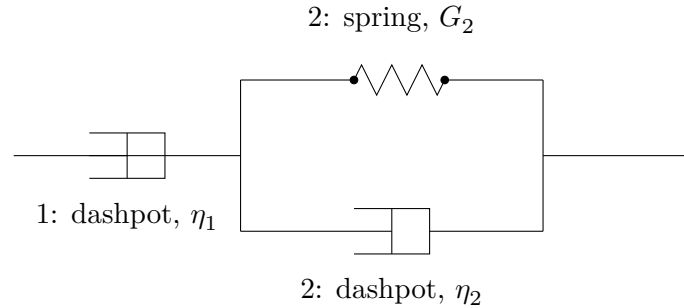 2: spring, G₂
1: dashpot, η₁
2: dashpot, η₂